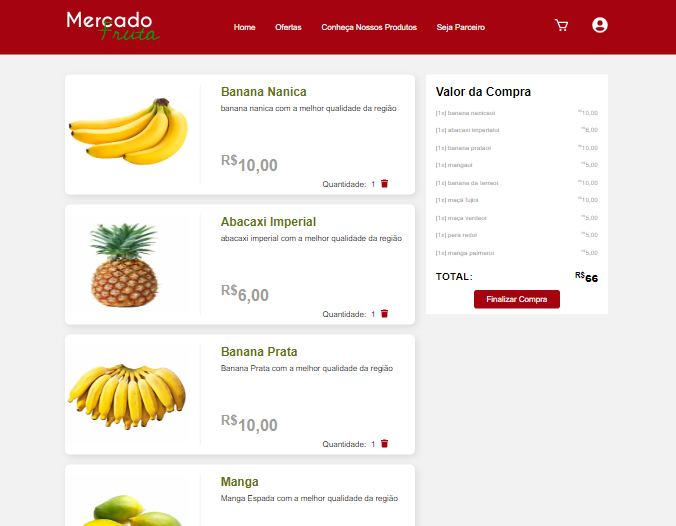 Mercado
Fruta
Home
Ofertas
Conheça Nossos Produtos
Seja Parceiro
Banana Nanica
banana nanica com a melhor qualidade da região
R$10,00
Quantidade: 1
Abacaxi Imperial
abacaxi imperial com a melhor qualidade da região
R$6,00
Quantidade: 1
Banana Prata
Banana Prata com a melhor qualidade da região
R$10,00
Quantidade: 1
Manga
Manga Espada com a melhor qualidade da região
Valor da Compra
[1x] banana nanicaoi R$10,00
[1x] abacaxi imperialoi R$6,00
[1x] banana prataoi R$10,00
[1x] mangaoi R$5,00
[1x] banana da terraoi R$10,00
[1x] maçã fujioi R$10,00
[1x] maçã verdeoi R$5,00
[1x] pera ratioi R$5,00
[1x] manga palmeroi R$5,00
TOTAL: R$66
Finalizar Compra